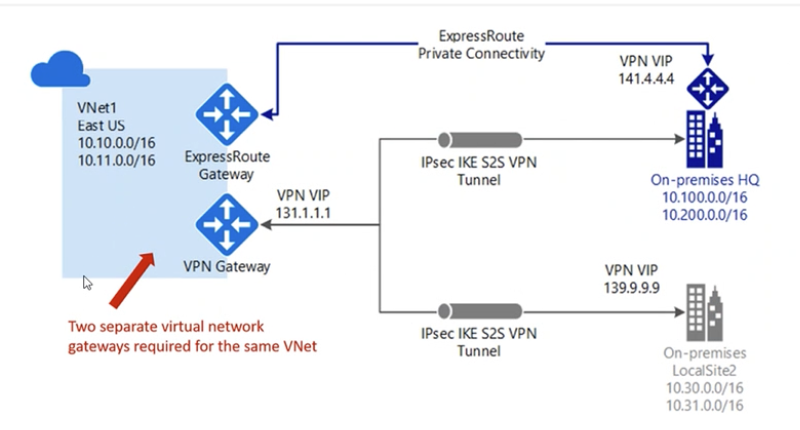 ExpressRoute
Private Connectivity
VPN VIP
141.4.4.4
VNet1
East US
10.10.0.0/16
10.11.0.0/16
ExpressRoute
Gateway
IPsec IKE S2S VPN
Tunnel
On-premises HQ
10.100.0.0/16
10.200.0.0/16
VPN VIP
131.1.1.1
VPN Gateway
VPN VIP
139.9.9.9
Two separate virtual network
gateways required for the same VNet
IPsec IKE S2S VPN
Tunnel
On-premises
LocalSite2
10.30.0.0/16
10.31.0.0/16